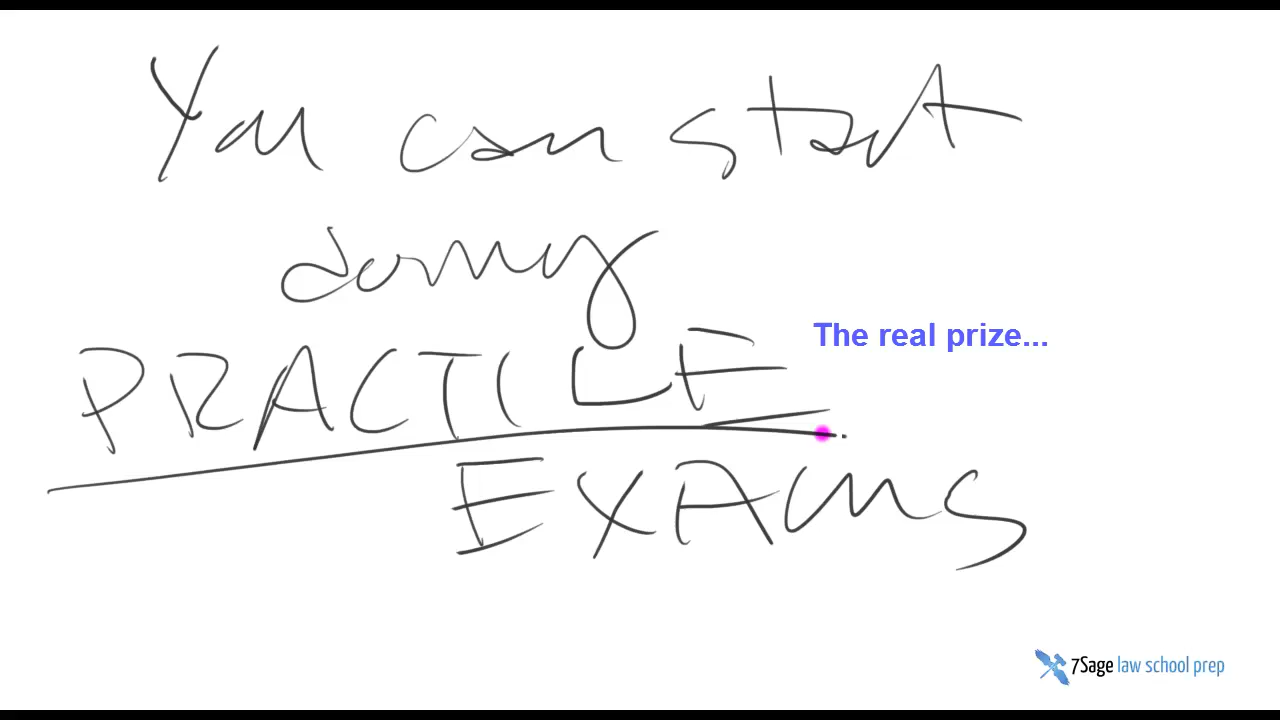 You can start
doing
PRACTICE
The real prize...
EXAMS
7Sage law school prep